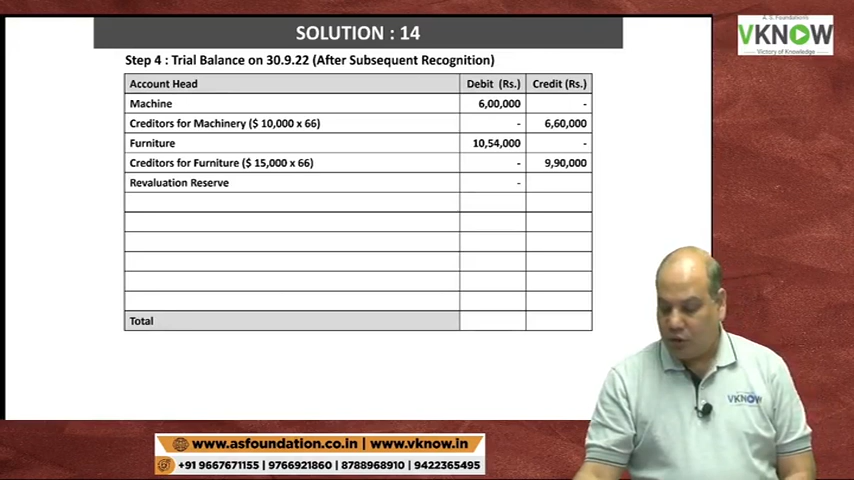 SOLUTION : 14
A. S. Foundation's
VKNOW
Victory of Knowledge
Step 4 : Trial Balance on 30.9.22 (After Subsequent Recognition)
Account Head Debit (Rs.) Credit (Rs.)
Machine 6,00,000 -
Creditors for Machinery ($ 10,000 x 66) - 6,60,000
Furniture 10,54,000 -
Creditors for Furniture ($ 15,000 x 66) - 9,90,000
Revaluation Reserve -
Total
VKNOW
www.asfoundation.co.in | www.vknow.in
+91 9667671155 | 9766921860 | 8788968910 | 9422365495